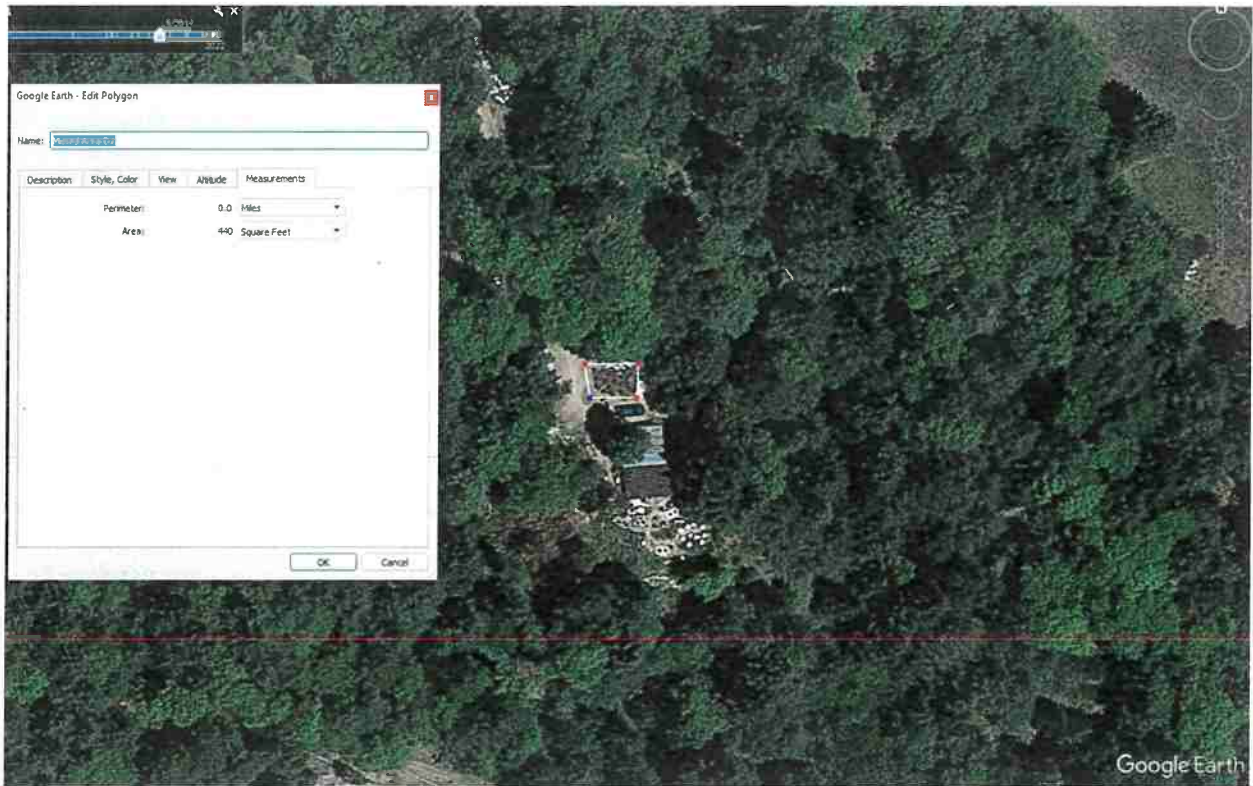 Google Earth - Edit Polygon
Name:
Description Style, Color View Altitude Measurements
Perimeter: 0.0 Miles
Area: 440 Square Feet
OK Cancel
Google Earth